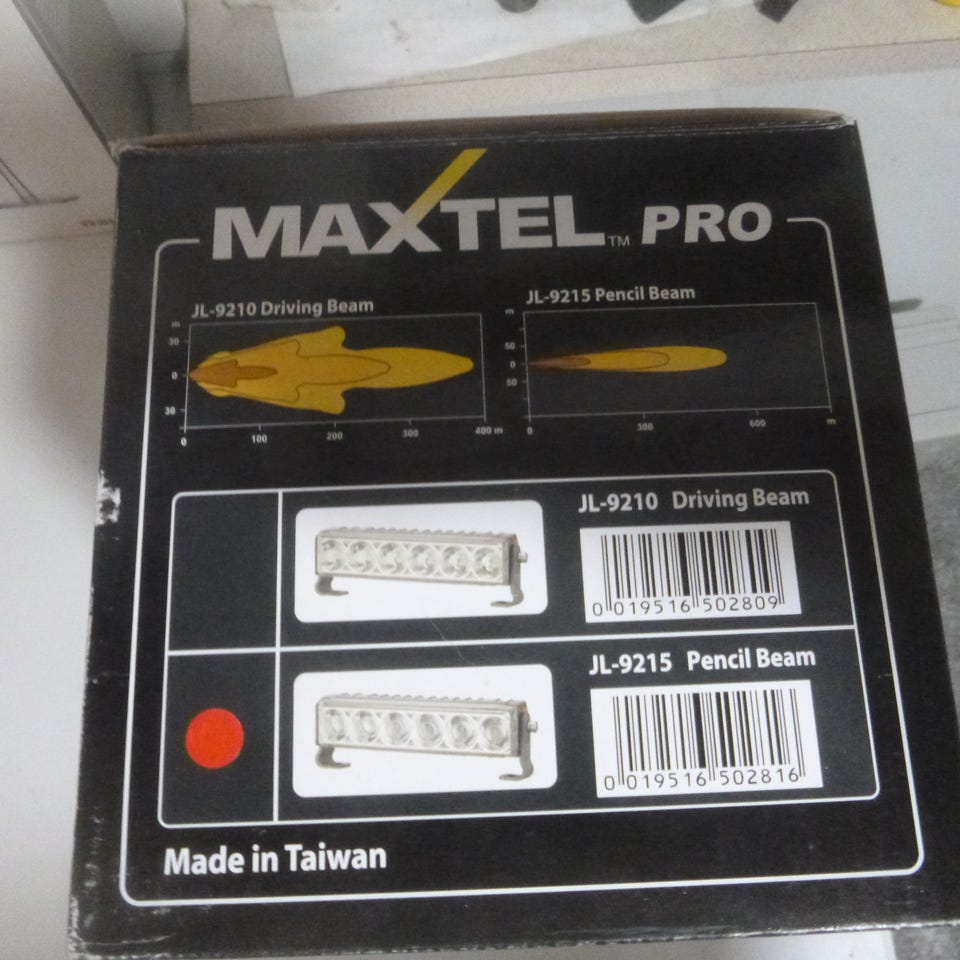 MAXTEL™ PRO
JL-9210 Driving Beam
m
30
0
30
0
100
200
300
400 m
JL-9215 Pencil Beam
m
50
0
50
0
300
600
m
JL-9210 Driving Beam
0 019516 502809
JL-9215 Pencil Beam
0 019516 502816
Made in Taiwan